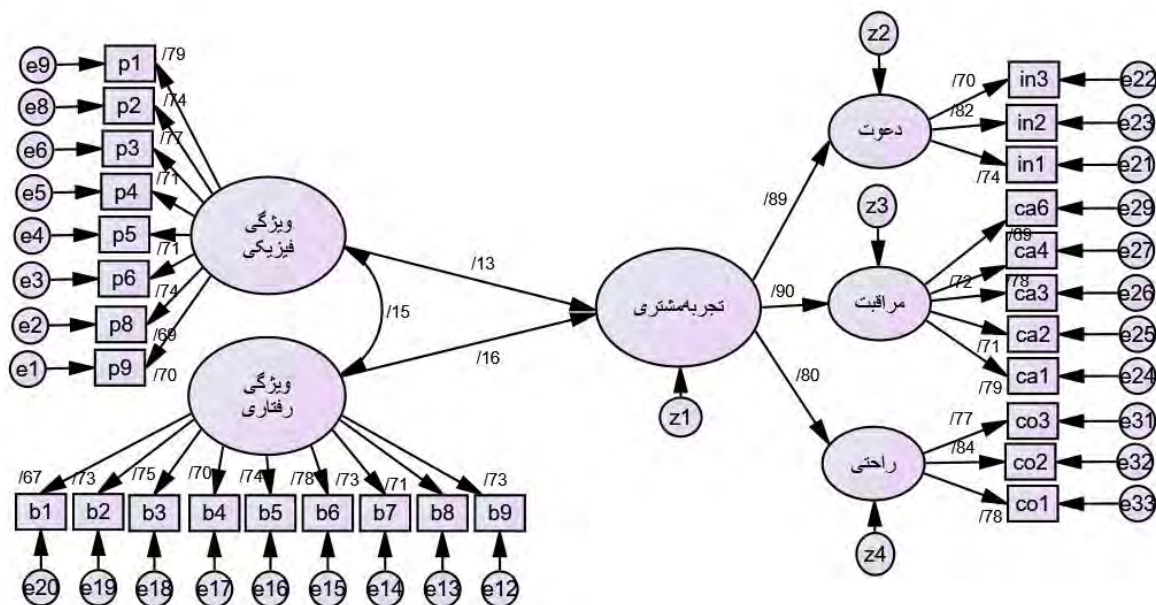 z2
e9 p1 /79
e8 p2 /74
e6 p3 /77
e5 p4 /71
e4 p5
e3 p6 /71
e2 p8 /74
e1 p9 /69
/70
ویژگی
فیزیکی
/13
/15
/16
ویژگی
رفتاری
تجربه‌مشتری
z1
/89
/90
/80
دعوت
/70 in3 e22
/82 in2 e23
/74 in1 e21
z3
مراقبت
ca6 e29
/69 ca4 e27
/72 /78 ca3 e26
ca2 e25
/71
/79 ca1 e24
راحتی
/77 co3 e31
/84 co2 e32
/78 co1 e33
z4
/67 /73 /75 /70 /74 /78 /73 /71 /73
b1 b2 b3 b4 b5 b6 b7 b8 b9
e20 e19 e18 e17 e16 e15 e14 e13 e12